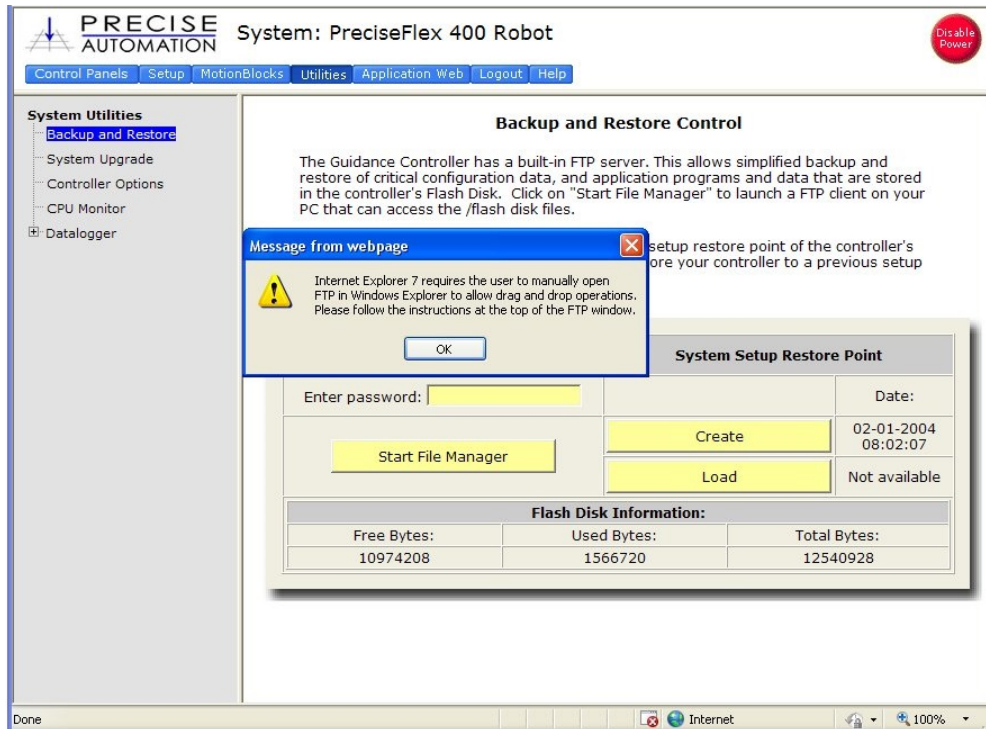 PRECISE
AUTOMATION
System: PreciseFlex 400 Robot
Disable
Power
Control Panels Setup MotionBlocks Utilities Application Web Logout Help
System Utilities
Backup and Restore
System Upgrade
Controller Options
CPU Monitor
Datalogger
Backup and Restore Control
The Guidance Controller has a built-in FTP server. This allows simplified backup and
restore of critical configuration data, and application programs and data that are stored
in the controller's Flash Disk. Click on "Start File Manager" to launch a FTP client on your
PC that can access the /flash disk files.
setup restore point of the controller's
ore your controller to a previous setup
Message from webpage
Internet Explorer 7 requires the user to manually open
FTP in Windows Explorer to allow drag and drop operations.
Please follow the instructions at the top of the FTP window.
OK
System Setup Restore Point
Enter password:
Date:
Start File Manager
Create
02-01-2004
08:02:07
Load
Not available
Flash Disk Information:
Free Bytes: Used Bytes: Total Bytes:
10974208 1566720 12540928
Done
Internet
100%